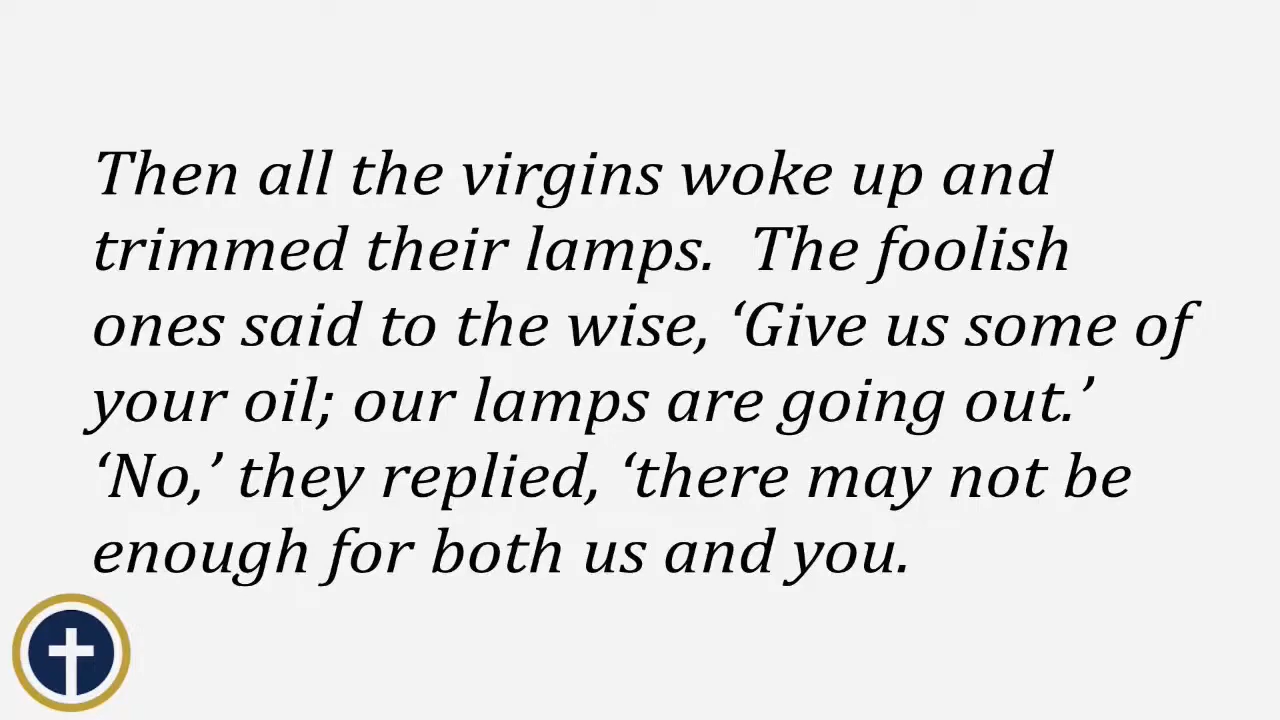 Then all the virgins woke up and
trimmed their lamps.  The foolish
ones said to the wise, ‘Give us some of
your oil; our lamps are going out.’
‘No,’ they replied, ‘there may not be
enough for both us and you.